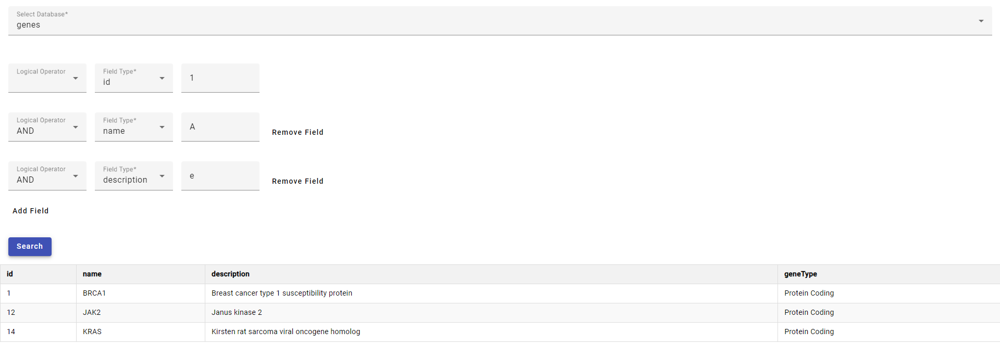 Select Database*
genes
Logical Operator
Field Type*
id
1
Logical Operator
AND
Field Type*
name
A
Remove Field
Logical Operator
AND
Field Type*
description
e
Remove Field
Add Field
Search
id name description geneType
1 BRCA1 Breast cancer type 1 susceptibility protein Protein Coding
12 JAK2 Janus kinase 2 Protein Coding
14 KRAS Kirsten rat sarcoma viral oncogene homolog Protein Coding